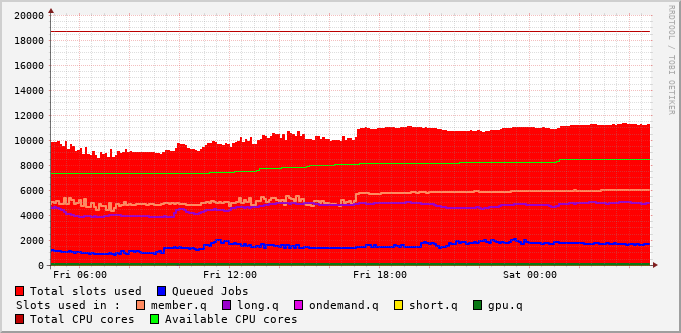 20000
18000
16000
14000
12000
10000
8000
6000
4000
2000
0
Fri 06:00 Fri 12:00 Fri 18:00 Sat 00:00
Total slots used Queued Jobs
Slots used in : member.q long.q ondemand.q short.q gpu.q
Total CPU cores Available CPU cores
RRDTOOL / TOBI OETIKER